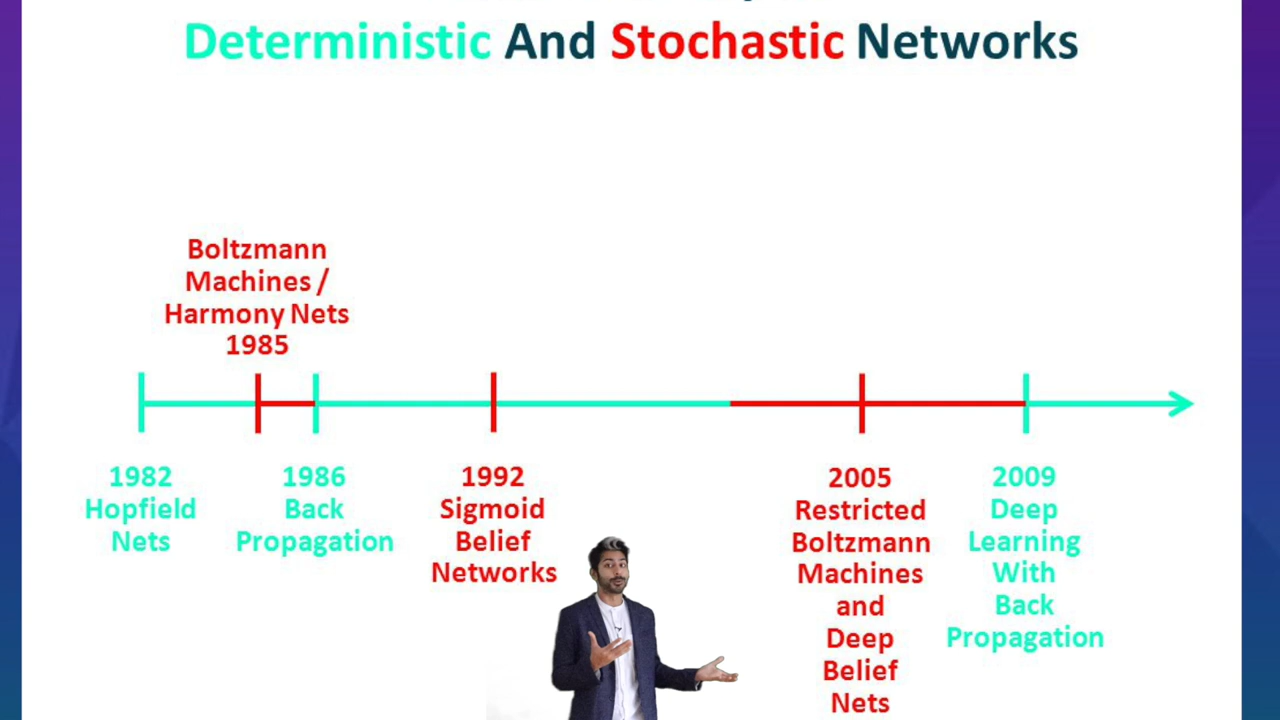 Deterministic And Stochastic Networks
Boltzmann
Machines /
Harmony Nets
1985
1982
Hopfield
Nets
1986
Back
Propagation
1992
Sigmoid
Belief
Networks
2005
Restricted
Boltzmann
Machines
and
Deep
Belief
Nets
2009
Deep
Learning
With
Back
Propagation